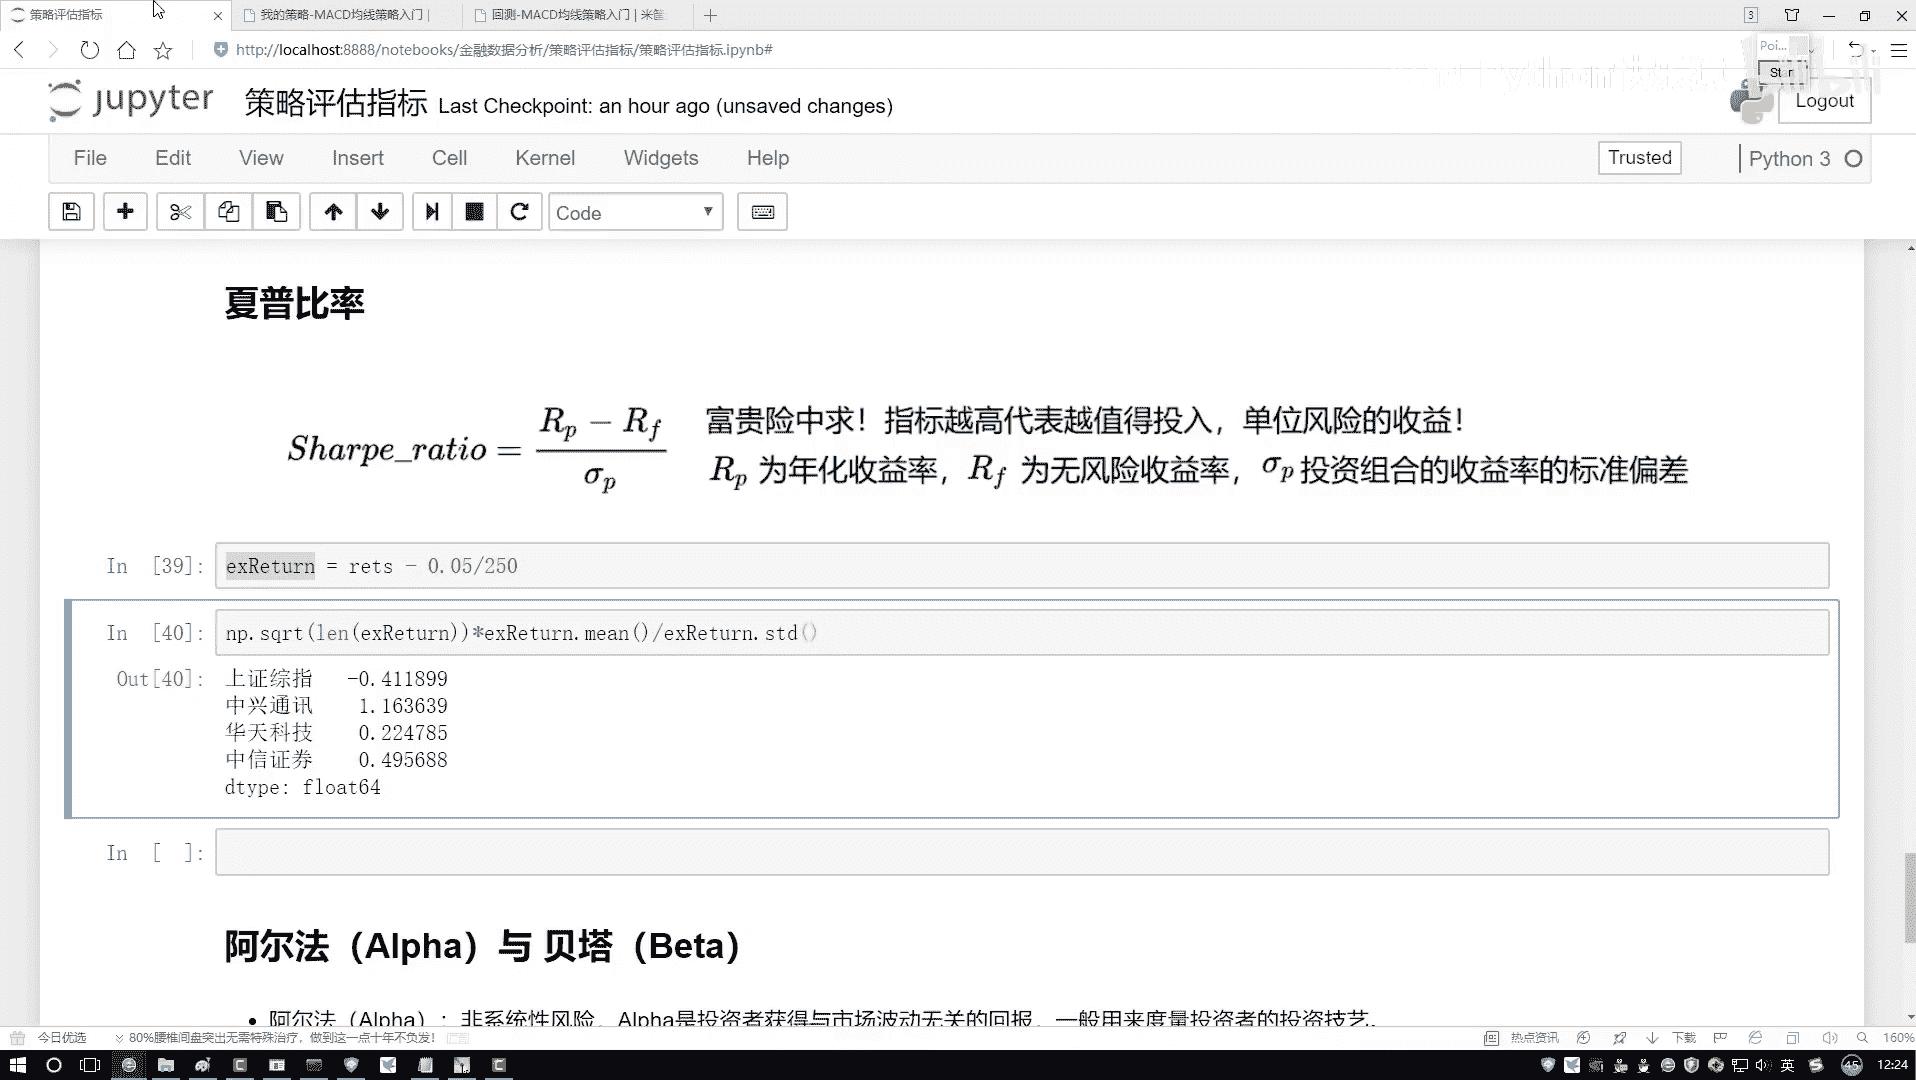 策略评估指标
我的策略-MACD均线策略入门 |
回测-MACD均线策略入门 | 米筐
3
http://localhost:8888/notebooks/金融数据分析/策略评估指标/策略评估指标.ipynb#
Poi...
Start
jupyter 策略评估指标 Last Checkpoint: an hour ago (unsaved changes)
Logout
File Edit View Insert Cell Kernel Widgets Help
Trusted
Python 3
Code
夏普比率
Sharpe_ratio = (R_p − R_f) / σ_p
富贵险中求！指标越高代表越值得投入，单位风险的收益！
R_p 为年化收益率，R_f 为无风险收益率，σ_p 投资组合的收益率的标准偏差
In [39]: exReturn = rets - 0.05/250
In [40]: np.sqrt(len(exReturn))*exReturn.mean()/exReturn.std()
Out[40]: 上证综指 -0.411899
中兴通讯 1.163639
华天科技 0.224785
中信证券 0.495688
dtype: float64
In [ ]:
阿尔法（Alpha）与 贝塔（Beta）
• 阿尔法（Alpha）：非系统性风险，Alpha是投资者获得与市场波动无关的回报，一般用来度量投资者的投资技艺。
今日优选
80%腰椎间盘突出无需特殊治疗，做到这一点十年不负发！
热点资讯
下载
160%
英
45
12:24